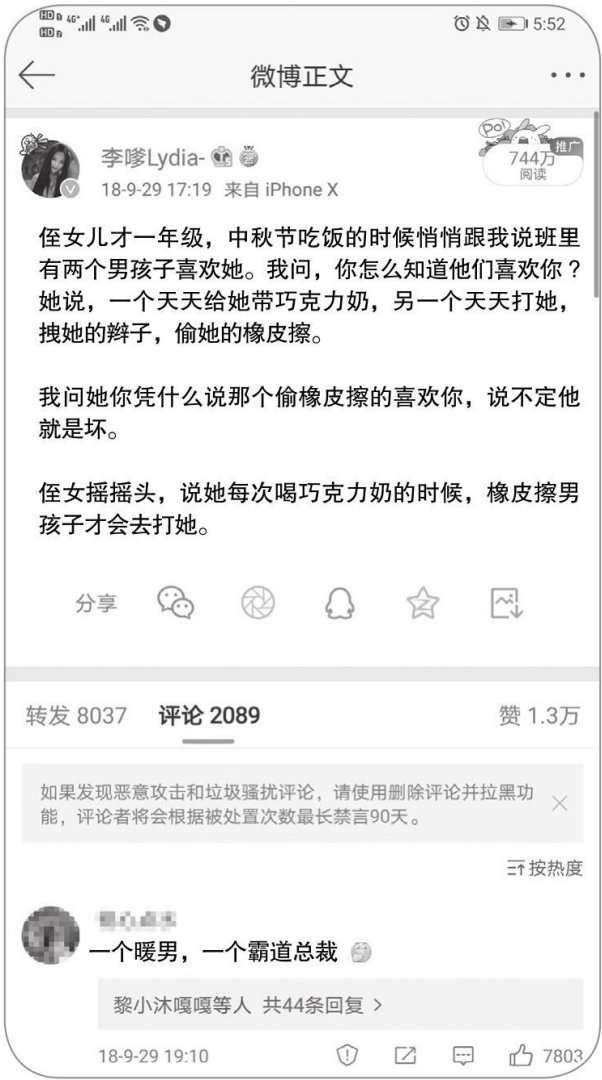 HD 1 4G+ 4G 5:52
HD 2
微博正文
李嗲Lydia-
Po!
推广
744万
阅读
18-9-29 17:19 来自 iPhone X
侄女儿才一年级，中秋节吃饭的时候悄悄跟我说班里
有两个男孩子喜欢她。我问，你怎么知道他们喜欢你？
她说，一个天天给她带巧克力奶，另一个天天打她，
拽她的辫子，偷她的橡皮擦。
我问她你凭什么说那个偷橡皮擦的喜欢你，说不定他
就是坏。
侄女摇摇头，说她每次喝巧克力奶的时候，橡皮擦男
孩子才会去打她。
分享
转发 8037 评论 2089 赞 1.3万
如果发现恶意攻击和垃圾骚扰评论，请使用删除评论并拉黑功
能，评论者将会根据被处置次数最长禁言90天。
按热度
一个暖男，一个霸道总裁
黎小沐嘎嘎等人 共44条回复 >
18-9-29 19:10 7803